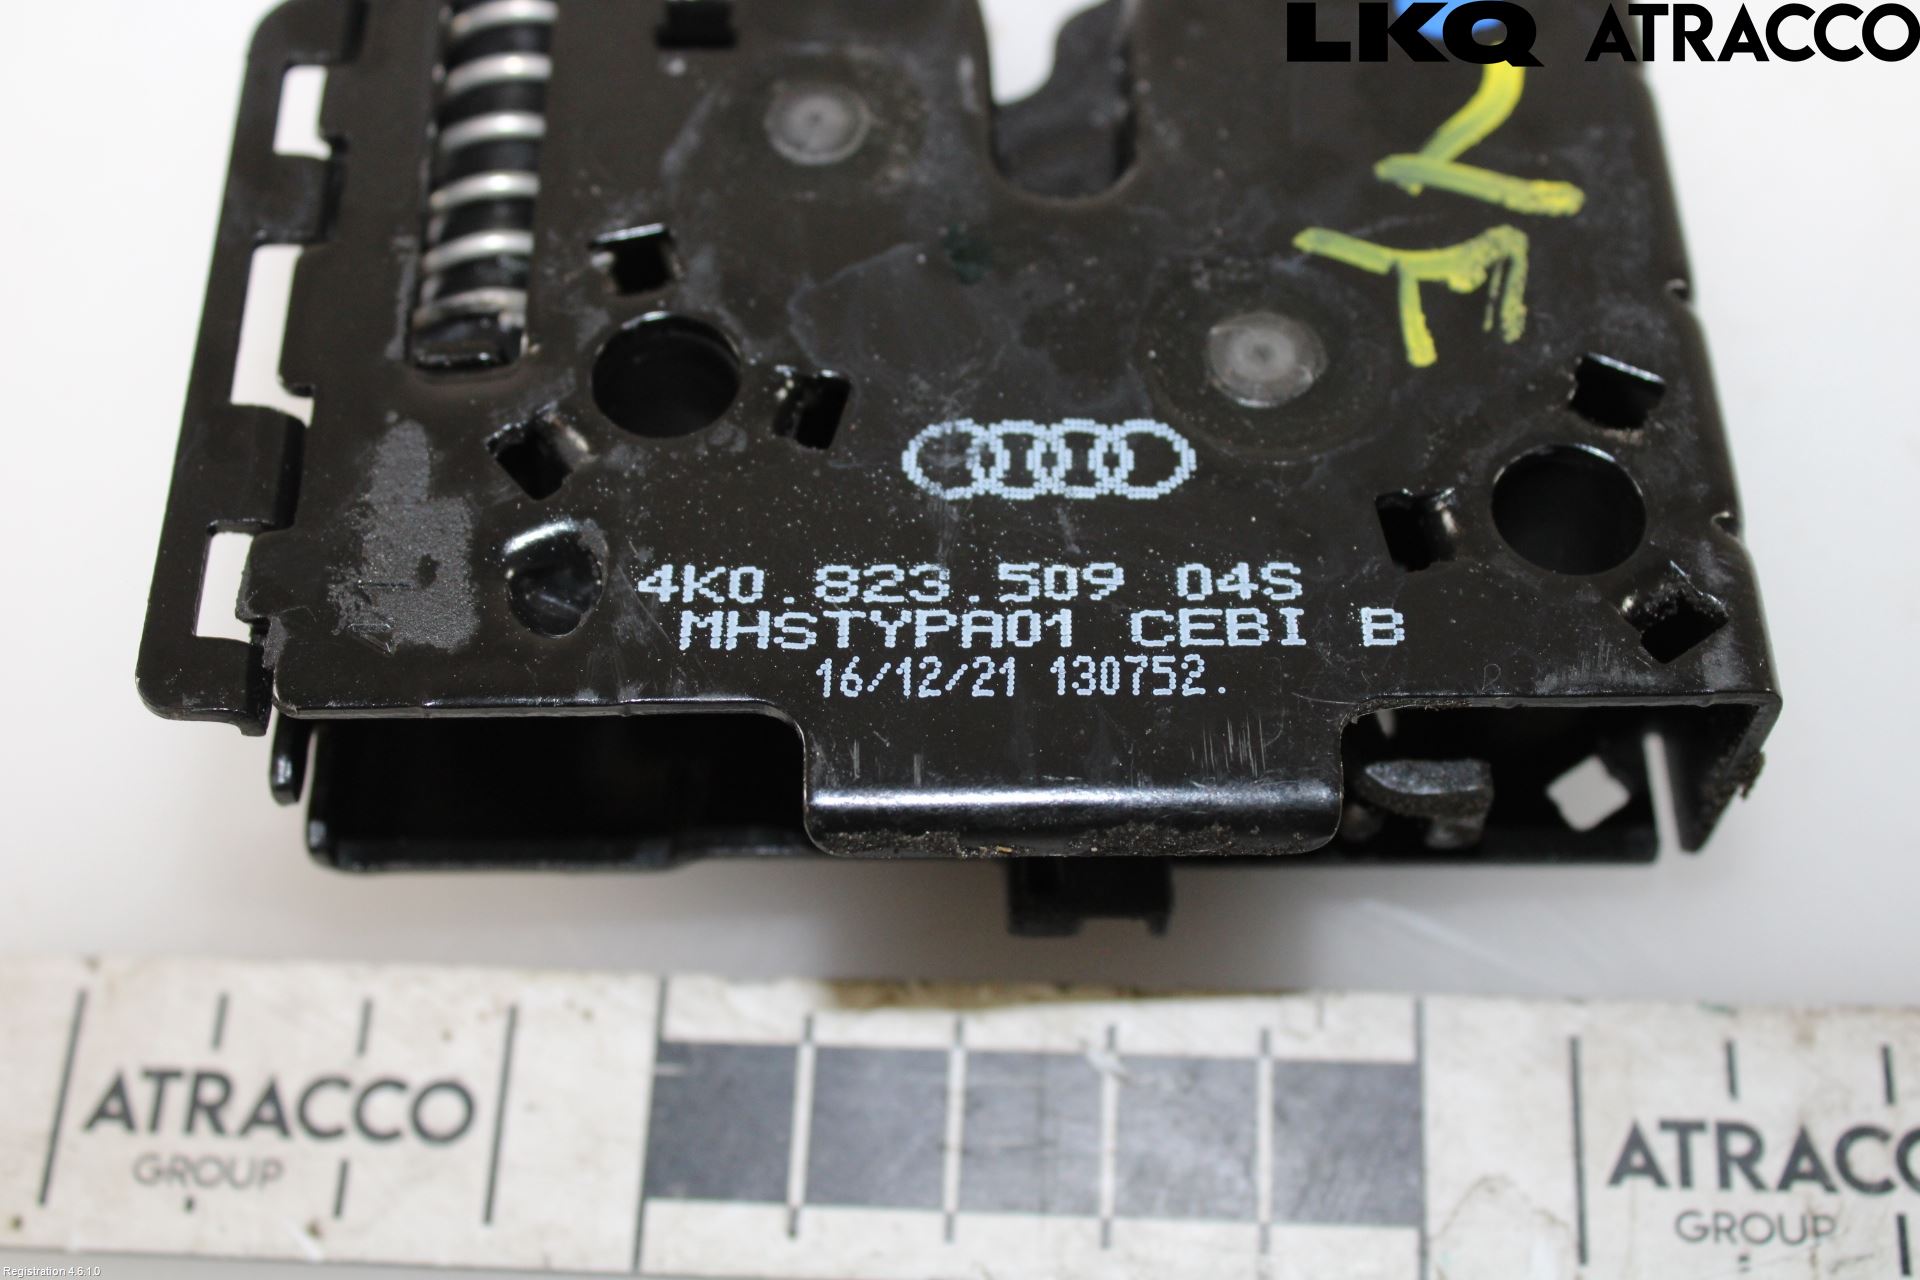 LKQ ATRACCO
4K0.823.509 04S
MHSTYPA01 CEBI B
16/12/21 130752.
ATRACCO
GROUP
ATRACC
GROUP
Registration 4.6.1.0